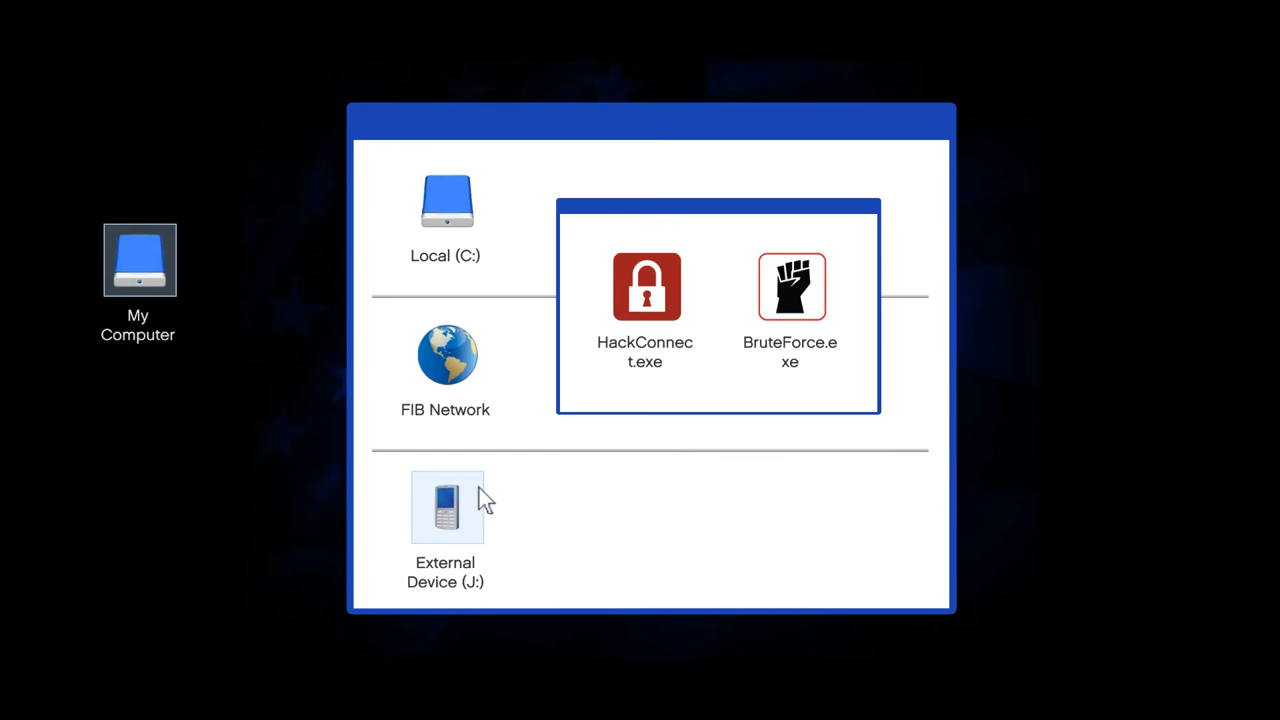 My
Computer
Local (C:)
HackConnec
t.exe
BruteForce.e
xe
FIB Network
External
Device (J:)